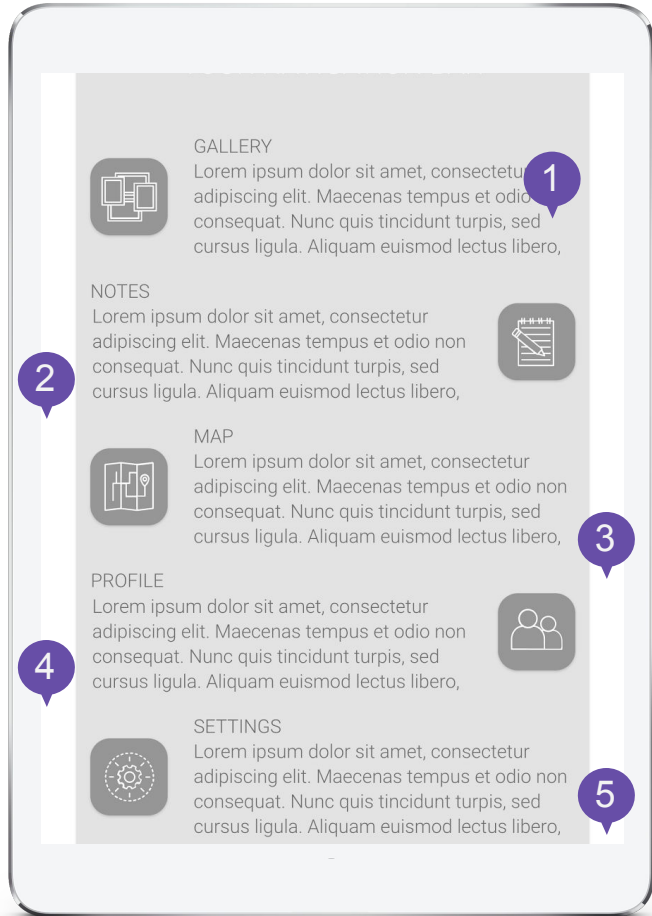 GALLERY
Lorem ipsum dolor sit amet, consectetu
1
adipiscing elit. Maecenas tempus et odio
consequat. Nunc quis tincidunt turpis, sed
cursus ligula. Aliquam euismod lectus libero,
NOTES
Lorem ipsum dolor sit amet, consectetur
adipiscing elit. Maecenas tempus et odio non
consequat. Nunc quis tincidunt turpis, sed
2
cursus ligula. Aliquam euismod lectus libero,
MAP
Lorem ipsum dolor sit amet, consectetur
adipiscing elit. Maecenas tempus et odio non
consequat. Nunc quis tincidunt turpis, sed
cursus ligula. Aliquam euismod lectus libero,
3
PROFILE
Lorem ipsum dolor sit amet, consectetur
adipiscing elit. Maecenas tempus et odio non
consequat. Nunc quis tincidunt turpis, sed
4
cursus ligula. Aliquam euismod lectus libero,
SETTINGS
Lorem ipsum dolor sit amet, consectetur
adipiscing elit. Maecenas tempus et odio non
consequat. Nunc quis tincidunt turpis, sed
5
cursus ligula. Aliquam euismod lectus libero,